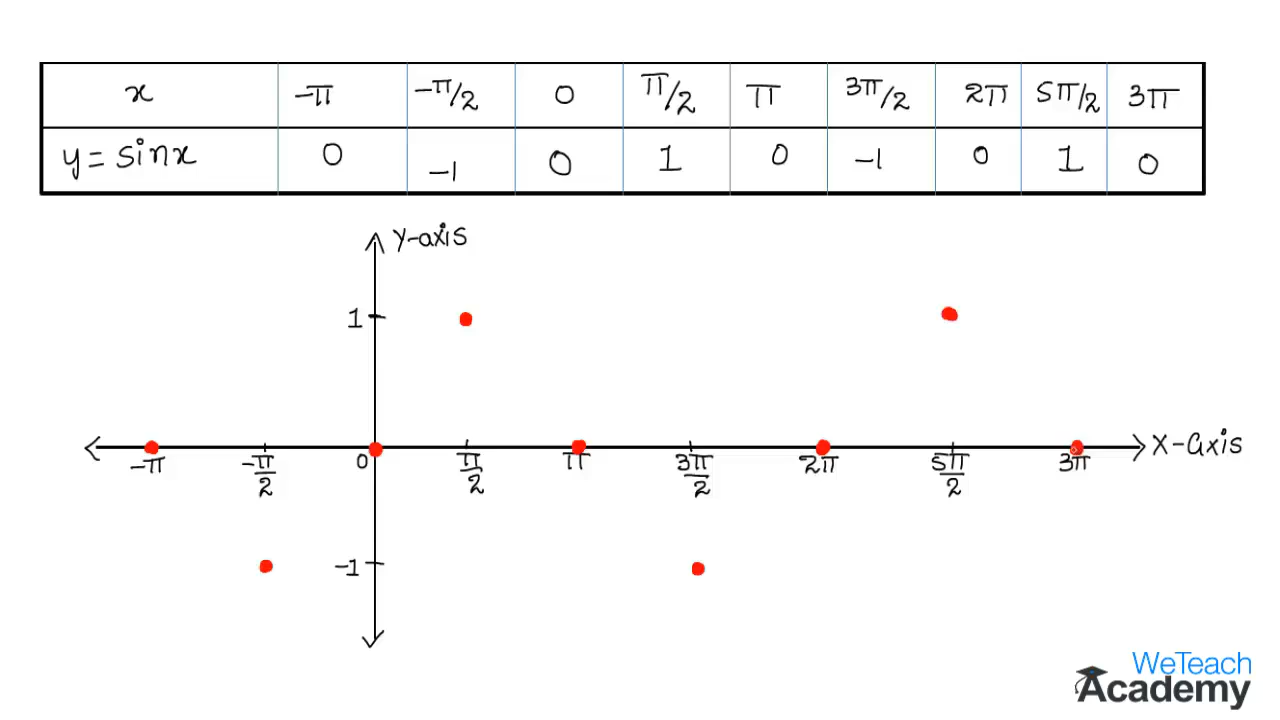 x -π -π/2 0 π/2 π 3π/2 2π 5π/2 3π
y = sinx 0 -1 0 1 0 -1 0 1 0
Y-axis
1
X-axis
-π -π/2 0 π/2 π 3π/2 2π 5π/2 3π
-1
WeTeach
Academy